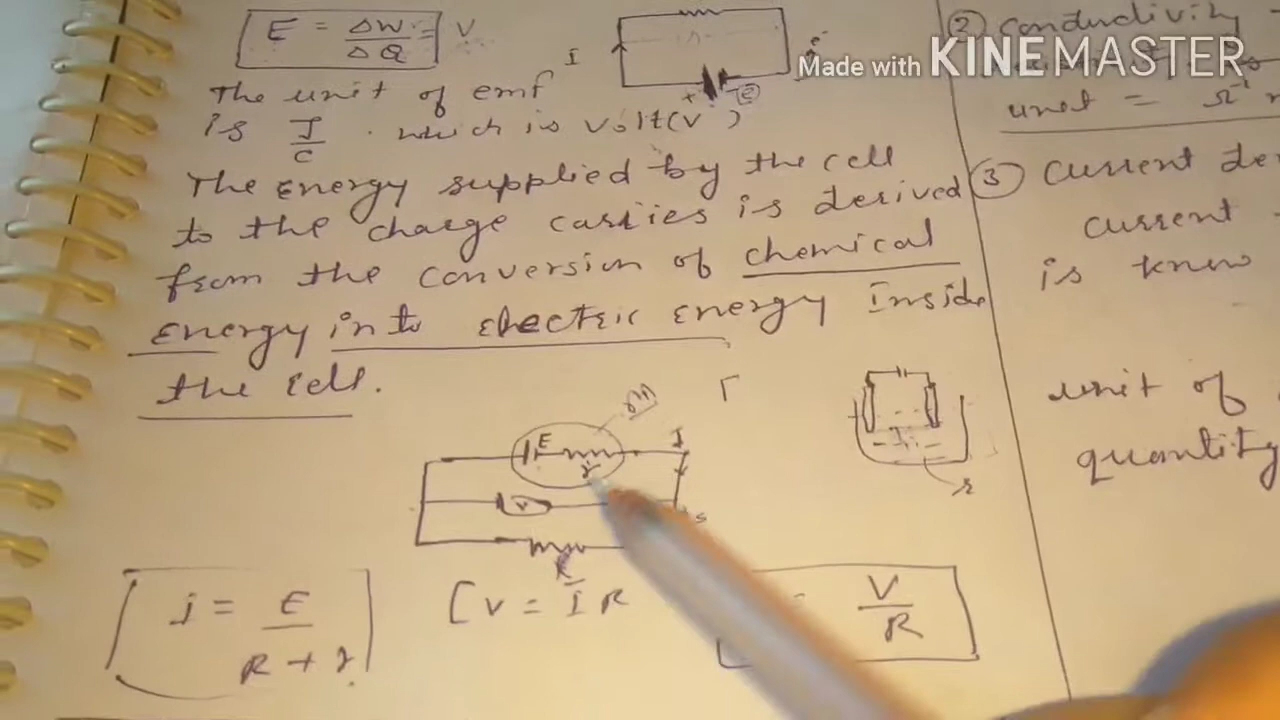 E = ΔW/ΔQ = V
I
+
E
The unit of emf
is J/C . which is volt(v)
The energy supplied by the cell
to the charge carries is derived
from the conversion of chemical
energy into electric energy Inside
the cell.
E
I
r
V
S
R
r
I = E/(R + r)
[V = IR
V/R
Made with KINEMASTER
② conductivity
unit = Ω⁻¹
③ current de
current
is know
unit of
quantity